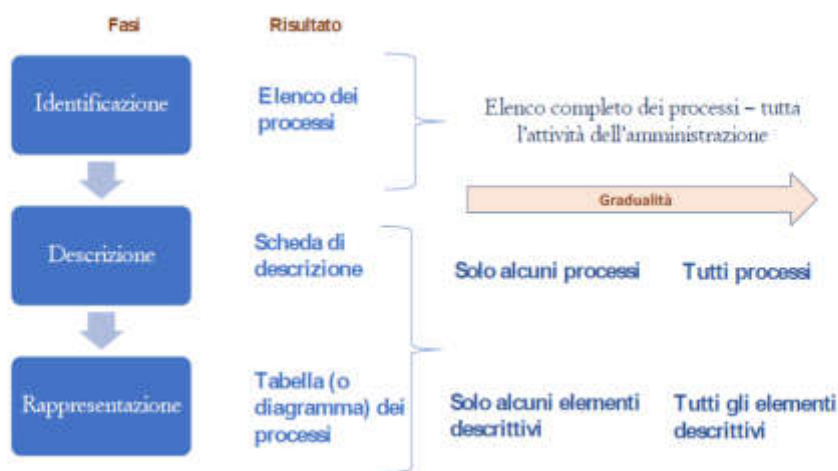 Fasi
Risultato
Identificazione
Elenco dei
processi
Elenco completo dei processi – tutta
l'attività dell'amministrazione
Gradualità
Descrizione
Scheda di
descrizione
Solo alcuni processi
Tutti processi
Rappresentazione
Tabella (o
diagramma) dei
processi
Solo alcuni elementi
descrittivi
Tutti gli elementi
descrittivi